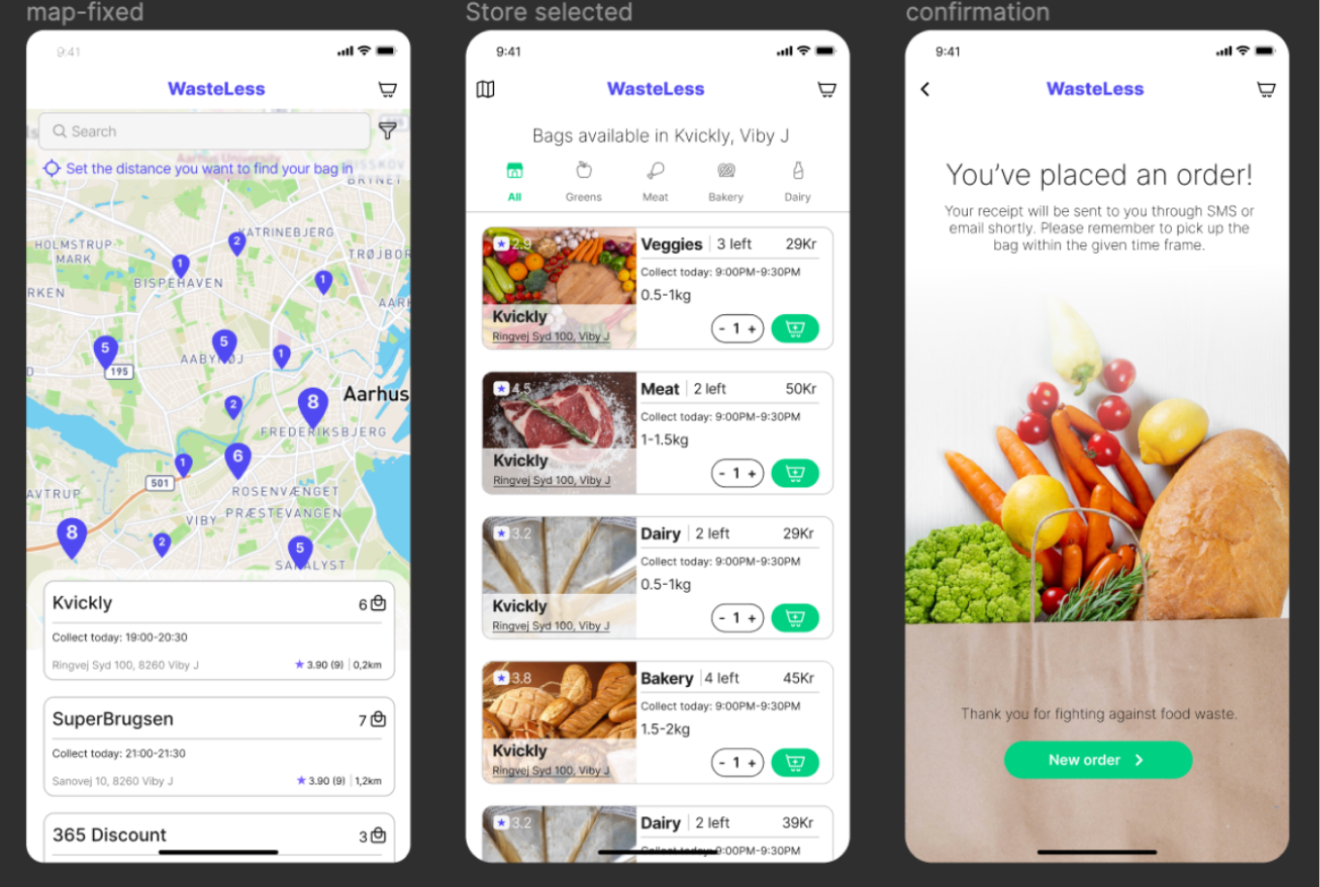 map-fixed
9:41
WasteLess
Search
Set the distance you want to find your bag in
Aarhus University
KATRINEBJERG
HOLMSTRUP
MARK
TRØJBOR
1
2
1
BISPEHAVEN
RKEN
AAR
5
5
1
195
AABYHØJ
8
Aarhus
2
FREDERIKSBJERG
6
1
501
AVTRUP
ROSENVÆNGET
VIBY
PRÆSTEVANGEN
8
2
5
Kvickly
6
Collect today: 19:00-20:30
Ringvej Syd 100, 8260 Viby J
3.90 (9) | 0,2km
SuperBrugsen
7
Collect today: 21:00-21:30
Sanovej 10, 8260 Viby J
3.90 (9) | 1,2km
365 Discount
3
Store selected
9:41
WasteLess
Bags available in Kvickly, Viby J
All
Greens
Meat
Bakery
Dairy
2.9
Veggies | 3 left
29Kr
Collect today: 9:00PM-9:30PM
0.5-1kg
Kvickly
Ringvej Syd 100, Viby J
- 1 +
4.5
Meat | 2 left
50Kr
Collect today: 9:00PM-9:30PM
1-1.5kg
Kvickly
Ringvej Syd 100, Viby J
- 1 +
3.2
Dairy | 2 left
29Kr
Collect today: 9:00PM-9:30PM
0.5-1kg
Kvickly
Ringvej Syd 100, Viby J
- 1 +
3.8
Bakery | 4 left
45Kr
Collect today: 9:00PM-9:30PM
1.5-2kg
Kvickly
Ringvej Syd 100, Viby J
- 1 +
3.2
Dairy | 2 left
39Kr
Collect today: 9:00PM-9:30PM
confirmation
9:41
WasteLess
You’ve placed an order!
Your receipt will be sent to you through SMS or
email shortly. Please remember to pick up the
bag within the given time frame.
Thank you for fighting against food waste.
New order